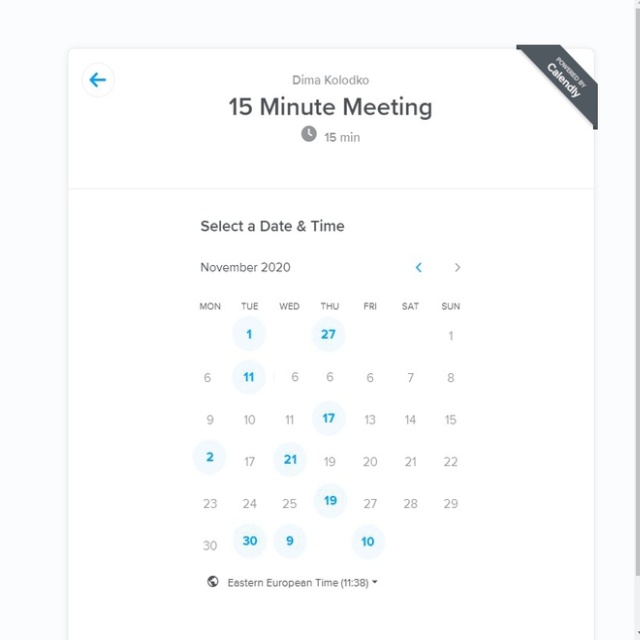 POWERED BY
Calendly
Dima Kolodko
15 Minute Meeting
15 min
Select a Date & Time
November 2020
MON TUE WED THU FRI SAT SUN
1 27 1
6 11 6 6 6 7 8
9 10 11 17 13 14 15
2 17 21 19 20 21 22
23 24 25 19 27 28 29
30 30 9 10
Eastern European Time (11:38)